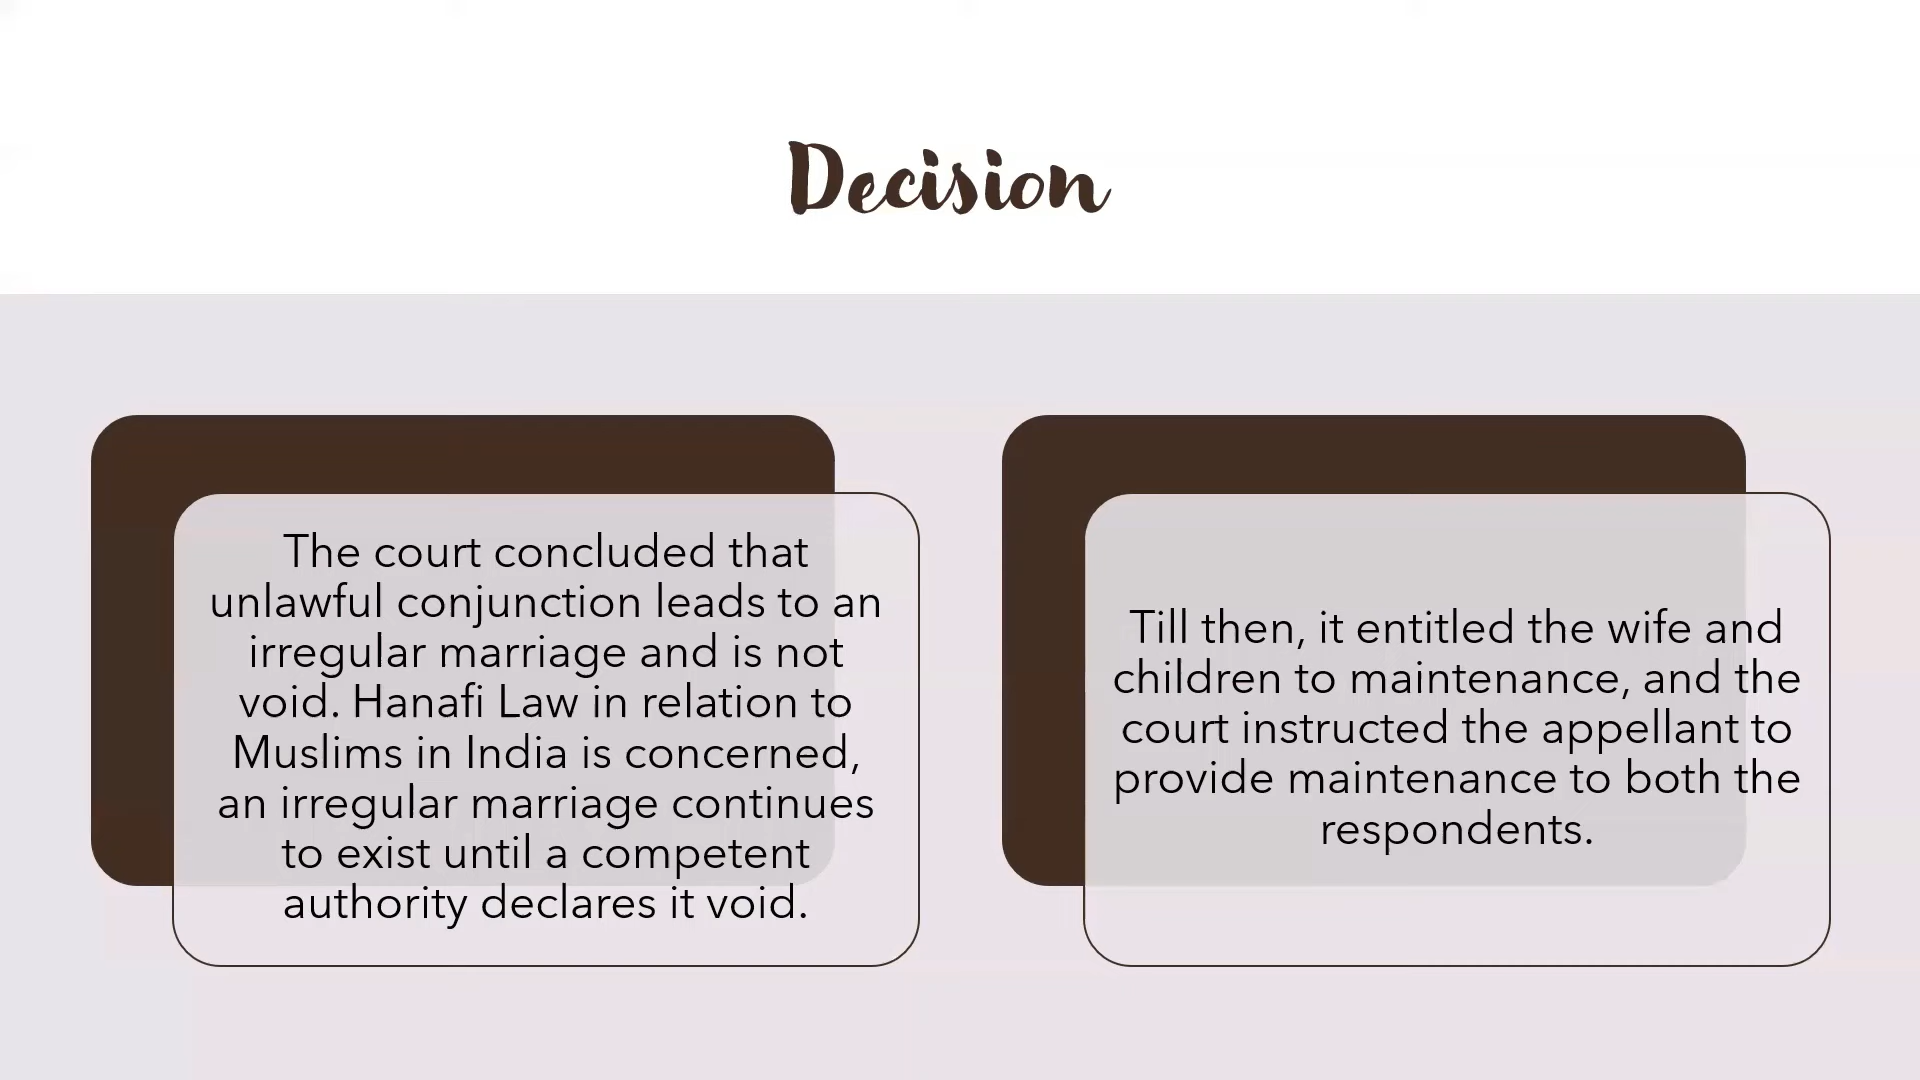 Decision
The court concluded that
unlawful conjunction leads to an
irregular marriage and is not
void. Hanafi Law in relation to
Muslims in India is concerned,
an irregular marriage continues
to exist until a competent
authority declares it void.
Till then, it entitled the wife and
children to maintenance, and the
court instructed the appellant to
provide maintenance to both the
respondents.